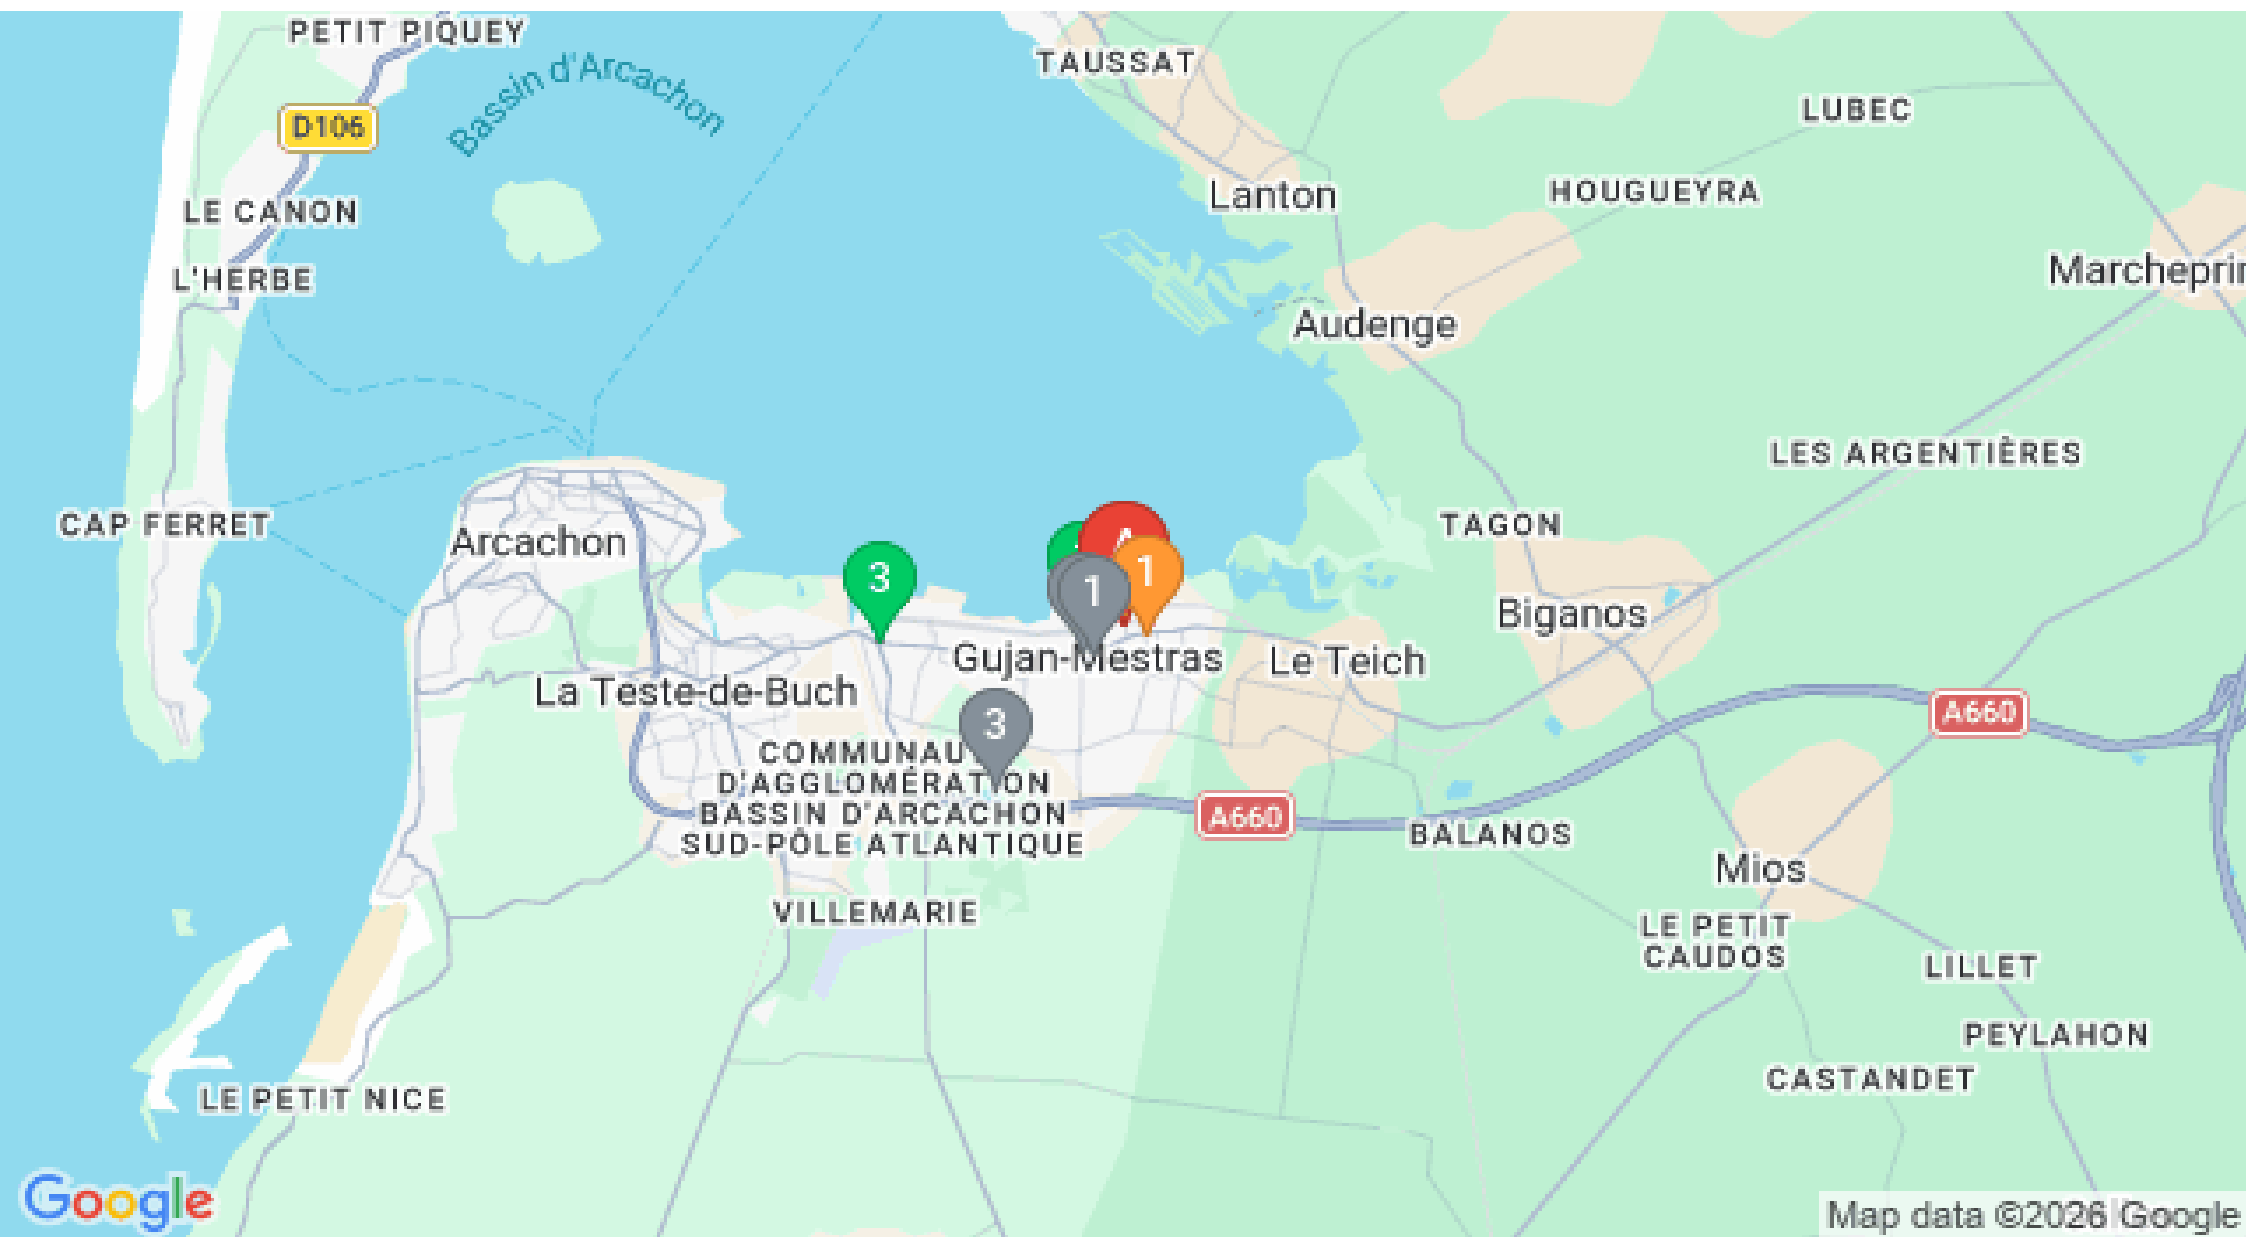 PETIT PIQUEY
Bassin d'Arcachon
TAUSSAT
D106
LUBEC
LE CANON
Lanton
HOUGUEYRA
L'HERBE
Marcheprir
Audenge
LES ARGENTIÈRES
CAP FERRET
Arcachon
TAGON
3
1
1
Biganos
Gujan-Mestras
Le Teich
La Teste-de-Buch
3
A660
COMMUNAU
D'AGGLOMÉRATION
BASSIN D'ARCACHON
SUD-PÔLE ATLANTIQUE
A660
BALANOS
Mios
VILLEMARIE
LE PETIT
CAUDOS
LILLET
PEYLAHON
CASTANDET
LE PETIT NICE
Google
Map data ©2026 Google